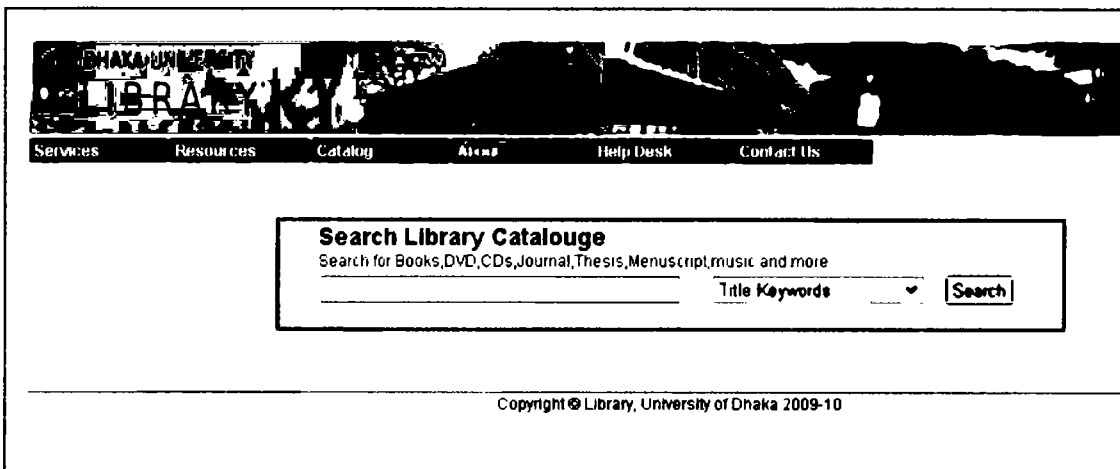 DHAKA UNIVERSITY
LIBRARY
Services Resources Catalog About Help Desk Contact Us
Search Library Catalouge
Search for Books,DVD,CDs,Journal,Thesis,Menuscript,music and more
Title Keywords Search
Copyright © Library, University of Dhaka 2009-10